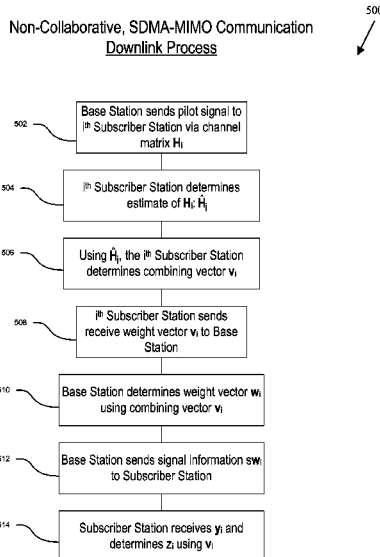 500
Non-Collaborative, SDMA-MIMO Communication
Downlink Process
502
Base Station sends pilot signal to
iᵗʰ Subscriber Station via channel
matrix Hᵢ
504
iᵗʰ Subscriber Station determines
estimate of Hᵢ: Ĥᵢ
506
Using Ĥᵢ, the iᵗʰ Subscriber Station
determines combining vector vᵢ
508
iᵗʰ Subscriber Station sends
receive weight vector vᵢ to Base
Station
510
Base Station determines weight vector wᵢ
using combining vector vᵢ
512
Base Station sends signal information swᵢ
to Subscriber Station
514
Subscriber Station receives yᵢ and
determines zᵢ using vᵢ